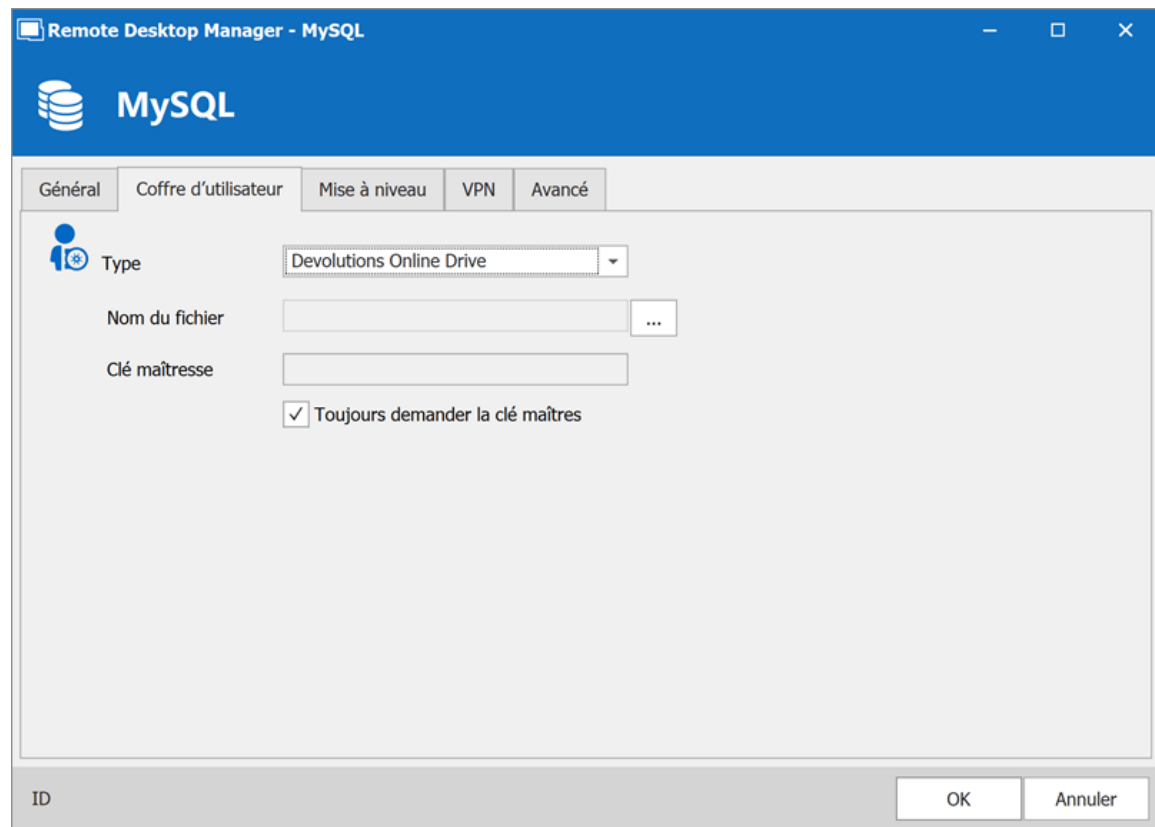 Remote Desktop Manager - MySQL
MySQL
Général Coffre d'utilisateur Mise à niveau VPN Avancé
Type Devolutions Online Drive
Nom du fichier ...
Clé maîtresse
Toujours demander la clé maîtres
ID OK Annuler